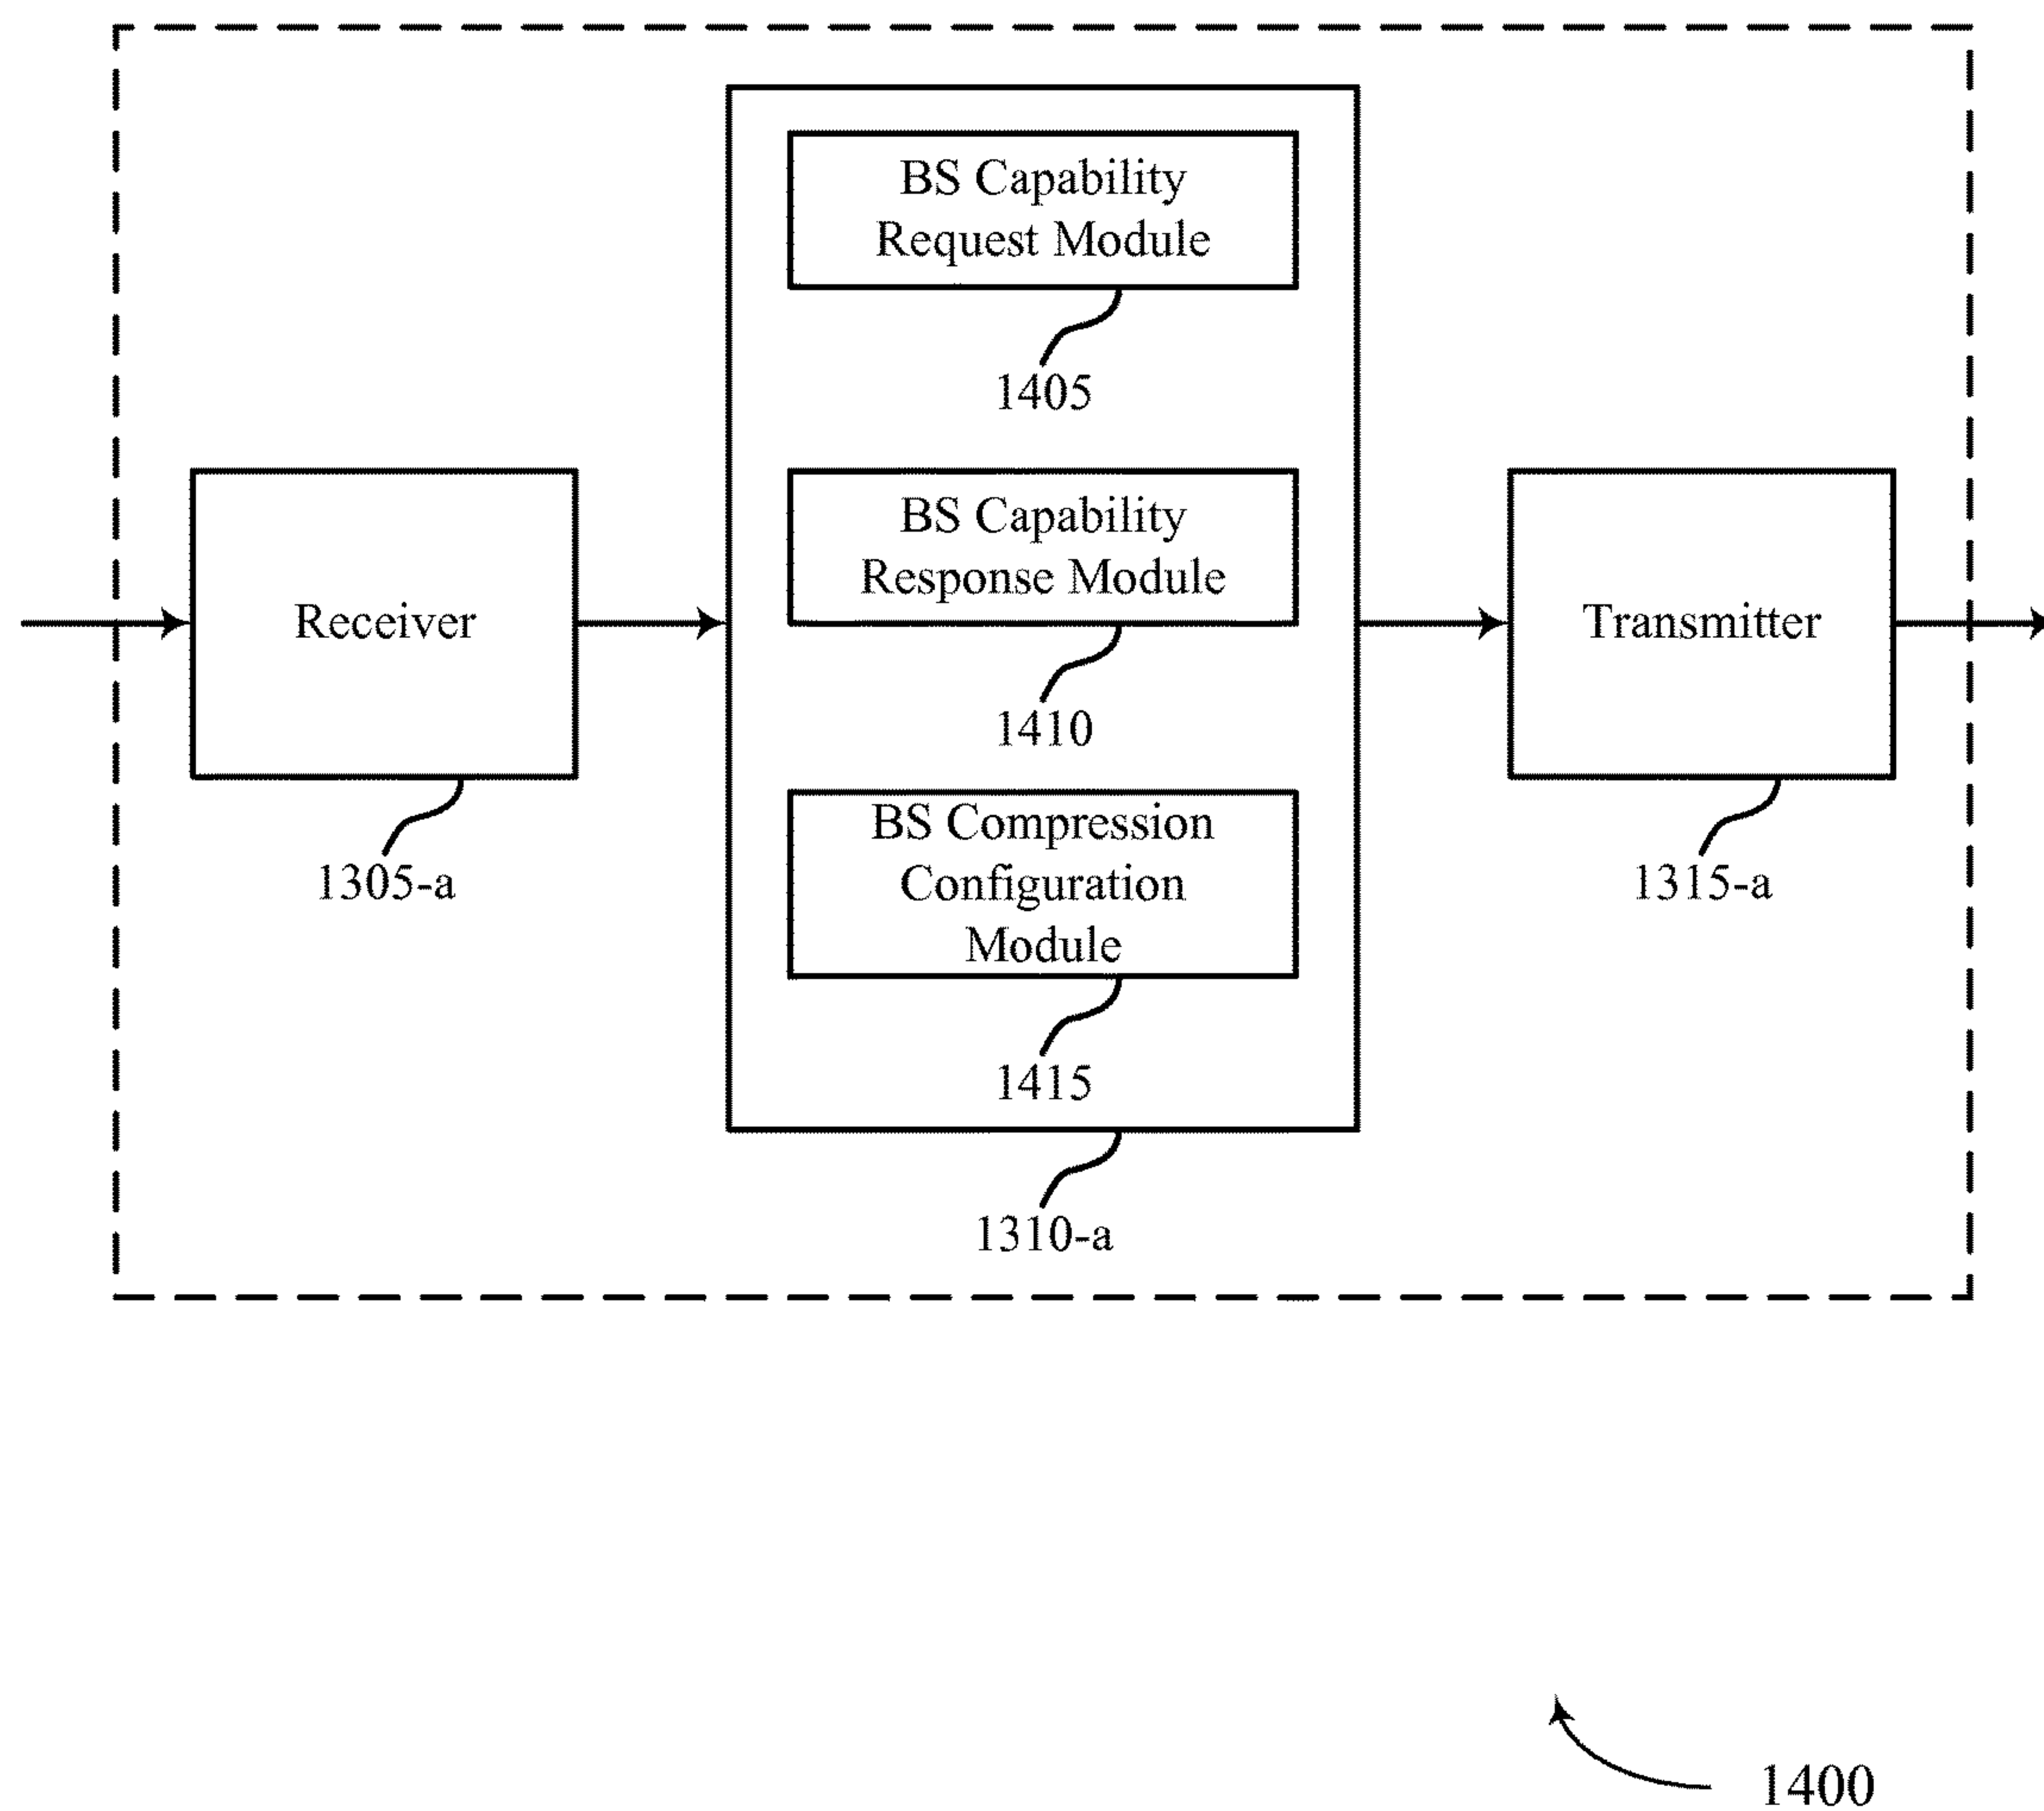 BS Capability
Request Module
1405
BS Capability
Response Module
1410
BS Compression
Configuration
Module
1415
1310-a
Receiver
1305-a
Transmitter
1315-a
1400